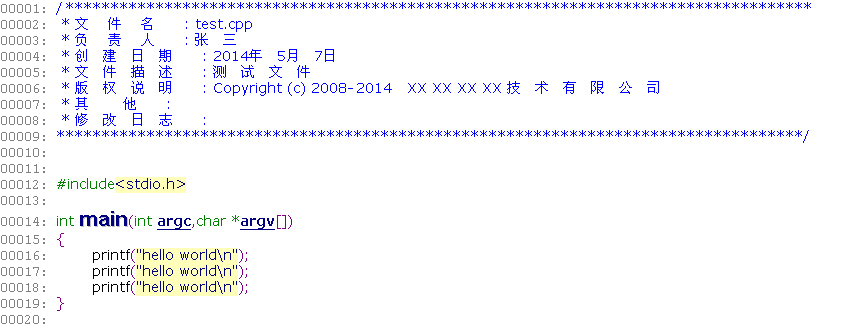 00001: /***********************************************************************************
00002: * 文 件 名 : test.cpp
00003: * 负 责 人 : 张 三
00004: * 创 建 日 期 : 2014年 5月 7日
00005: * 文 件 描 述 : 测 试 文 件
00006: * 版 权 说 明 : Copyright (c) 2008-2014 XX XX XX XX 技 术 有 限 公 司
00007: * 其 他 :
00008: * 修 改 日 志 :
00009: ***********************************************************************************/
00010:
00011:
00012: #include<stdio.h>
00013:
00014: int main(int argc,char *argv[])
00015: {
00016: printf("hello world\n");
00017: printf("hello world\n");
00018: printf("hello world\n");
00019: }
00020: